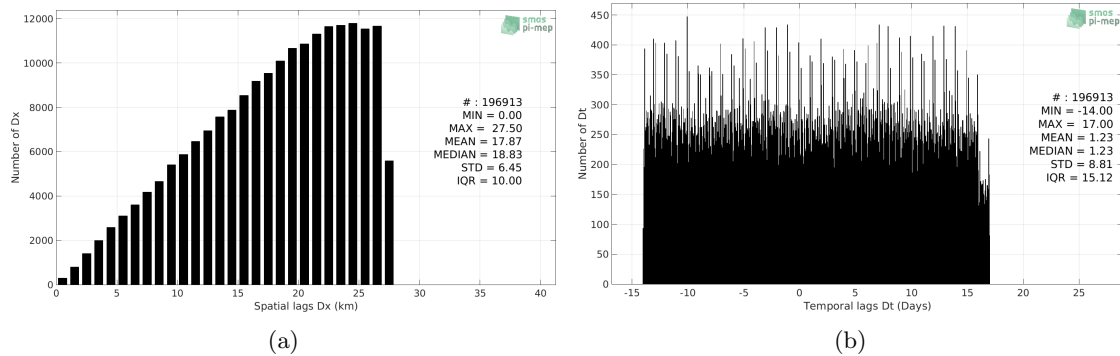 smos
pi-mep
12000
10000
8000
6000
4000
2000
0
Number of Dx
# : 196913
MIN = 0.00
MAX = 27.50
MEAN = 17.87
MEDIAN = 18.83
STD = 6.45
IQR = 10.00
0 5 10 15 20 25 30 35 40
Spatial lags Dx (km)
(a)
smos
pi-mep
450
400
350
300
250
200
150
100
50
0
Number of Dt
# : 196913
MIN = -14.00
MAX = 17.00
MEAN = 1.23
MEDIAN = 1.23
STD = 8.81
IQR = 15.12
-15 -10 -5 0 5 10 15 20 25
Temporal lags Dt (Days)
(b)